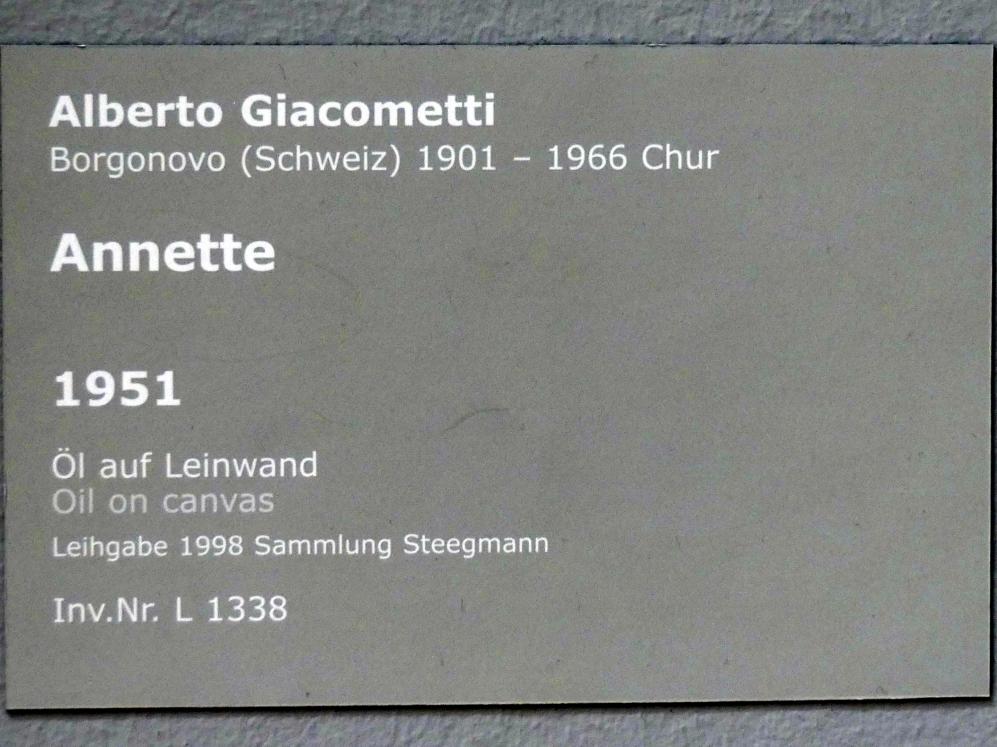 Alberto Giacometti
Borgonovo (Schweiz) 1901 – 1966 Chur
Annette
1951
Öl auf Leinwand
Oil on canvas
Leihgabe 1998 Sammlung Steegmann
Inv.Nr. L 1338